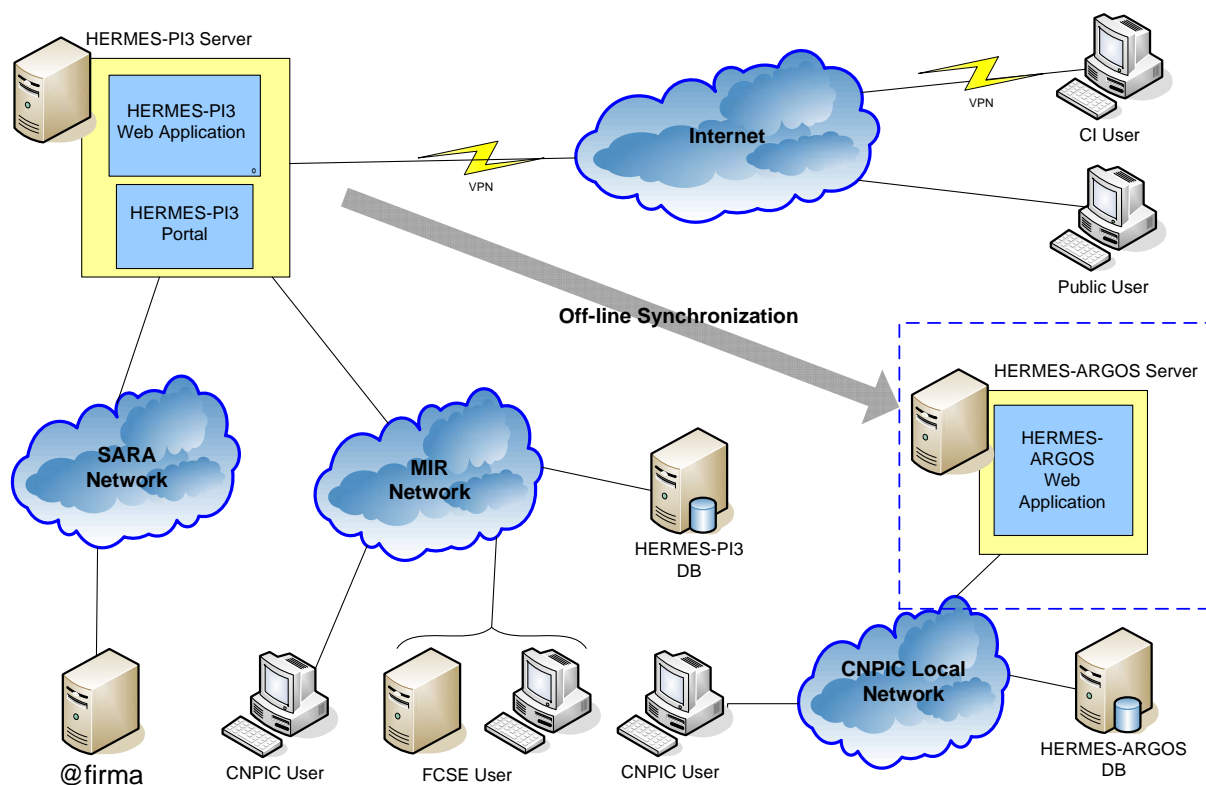 HERMES-PI3 Server
HERMES-PI3
Web Application
0
HERMES-PI3
Portal
VPN
Internet
VPN
CI User
Public User
Off-line Synchronization
HERMES-ARGOS Server
HERMES-
ARGOS
Web
Application
SARA
Network
MIR
Network
HERMES-PI3
DB
CNPIC Local
Network
@firma
CNPIC User
FCSE User
CNPIC User
HERMES-ARGOS
DB